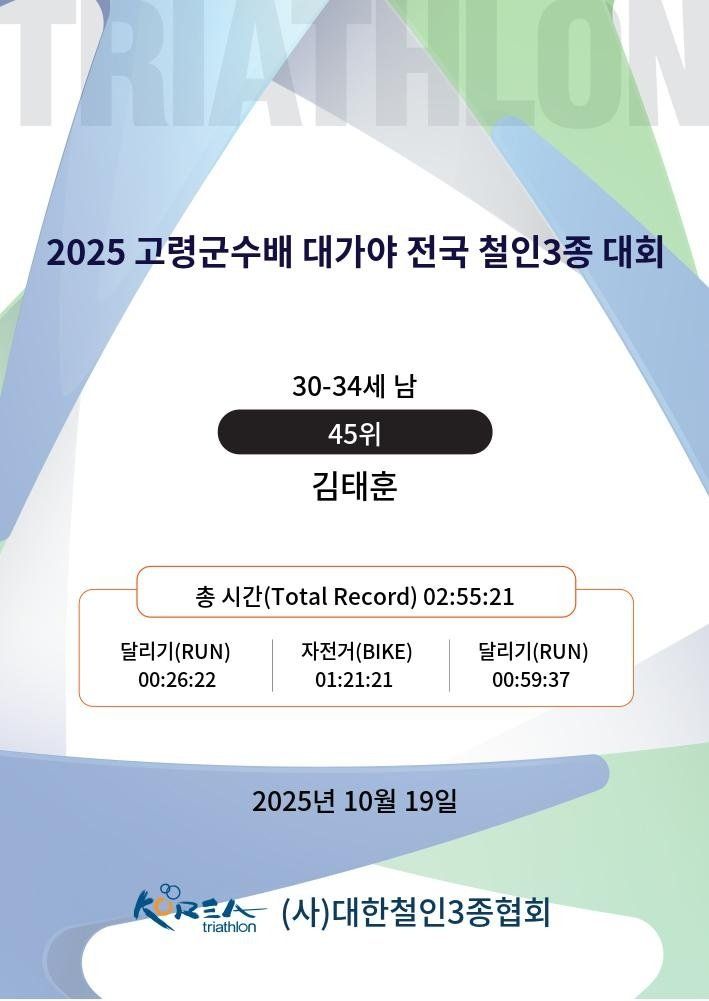 TRIATHLON
2025 고령군수배 대가야 전국 철인3종 대회
30-34세 남
45위
김태훈
총 시간(Total Record) 02:55:21
달리기(RUN) 자전거(BIKE) 달리기(RUN)
00:26:22 01:21:21 00:59:37
2025년 10월 19일
KOREA
triathlon
(사)대한철인3종협회